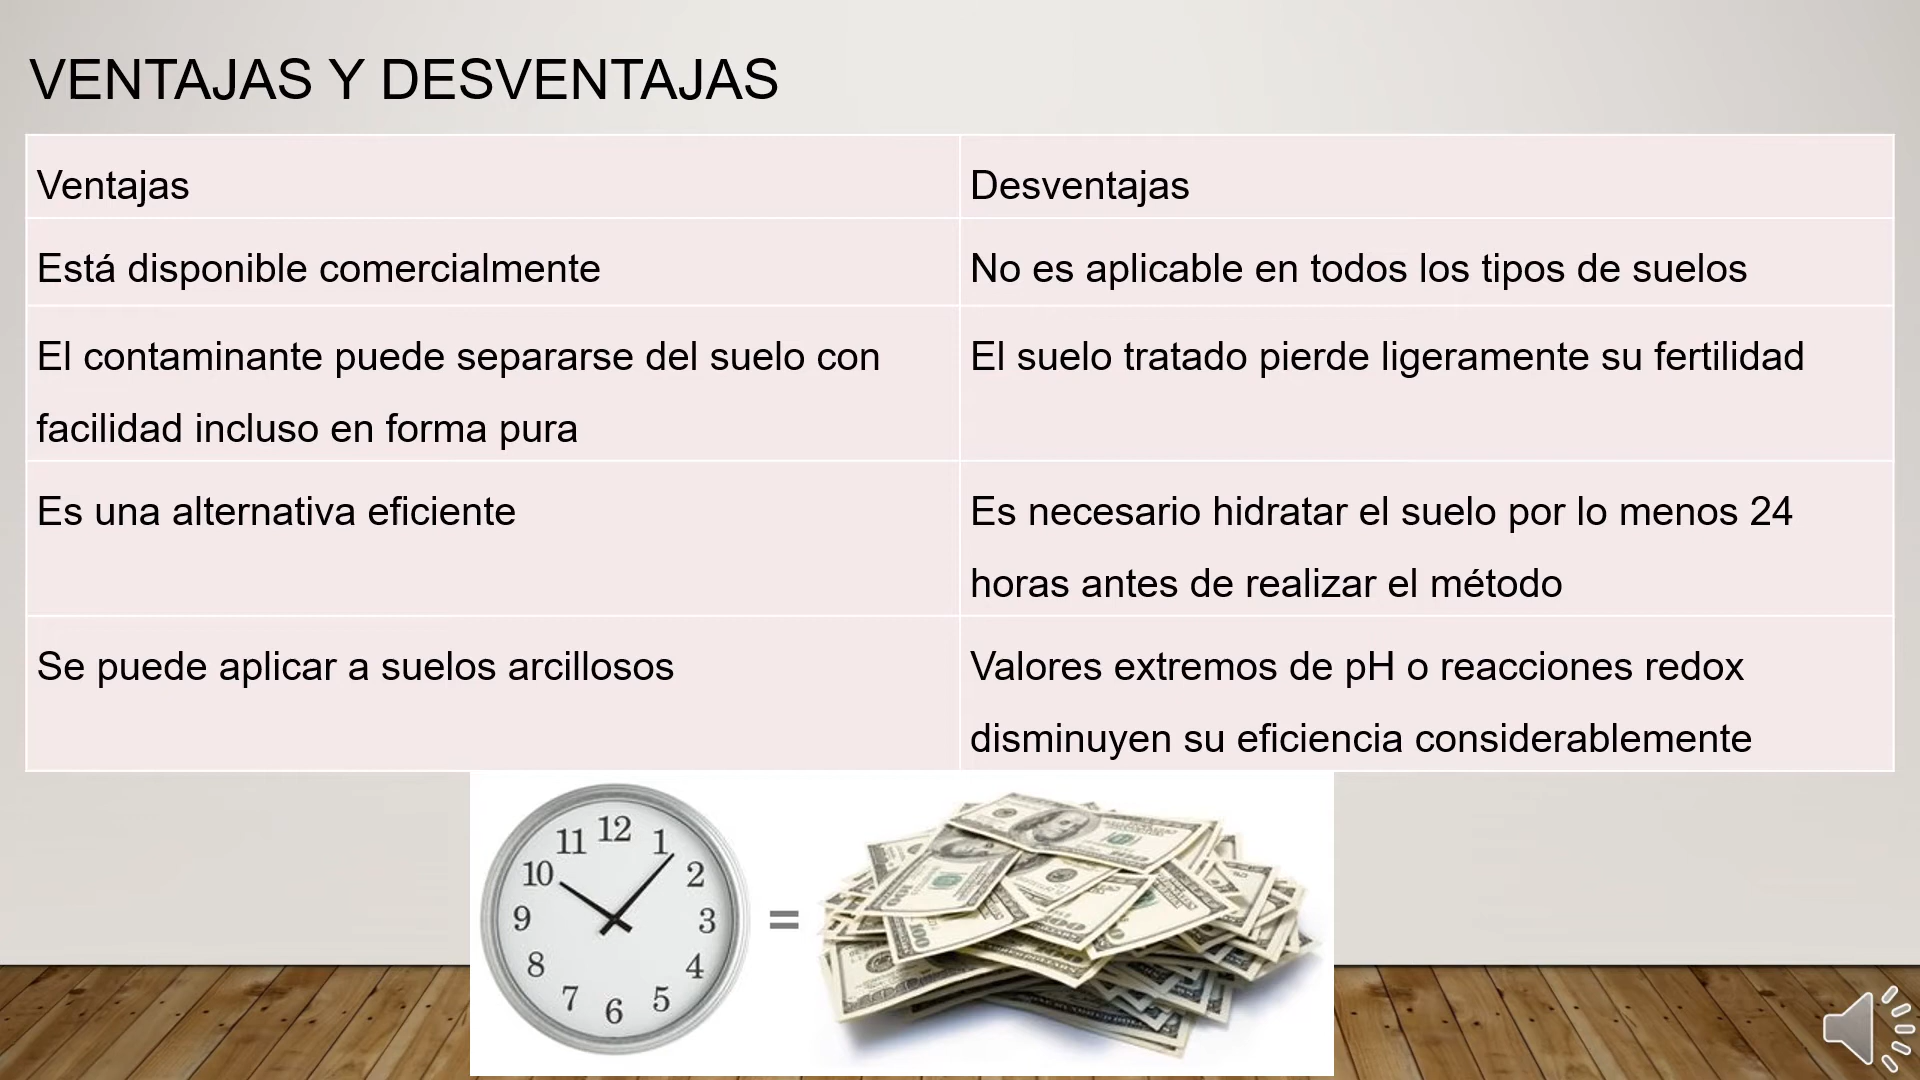 VENTAJAS Y DESVENTAJAS
Ventajas
Desventajas
Está disponible comercialmente
No es aplicable en todos los tipos de suelos
El contaminante puede separarse del suelo con
facilidad incluso en forma pura
El suelo tratado pierde ligeramente su fertilidad
Es una alternativa eficiente
Es necesario hidratar el suelo por lo menos 24
horas antes de realizar el método
Se puede aplicar a suelos arcillosos
Valores extremos de pH o reacciones redox
disminuyen su eficiencia considerablemente
12
1
2
3
4
5
6
7
8
9
10
11
=
100